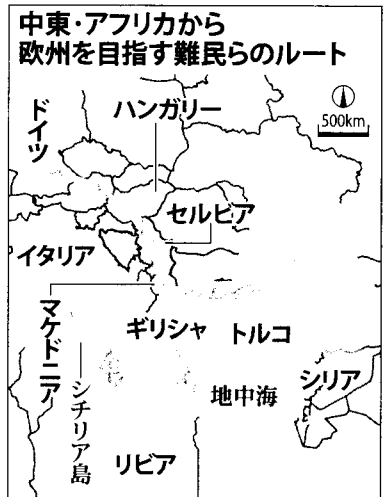 中東・アフリカから
欧州を目指す難民らのルート
500km
ドイツ
ハンガリー
セルビア
イタリア
マケドニア
ギリシャ
トルコ
シチリア島
地中海
シリア
リビア